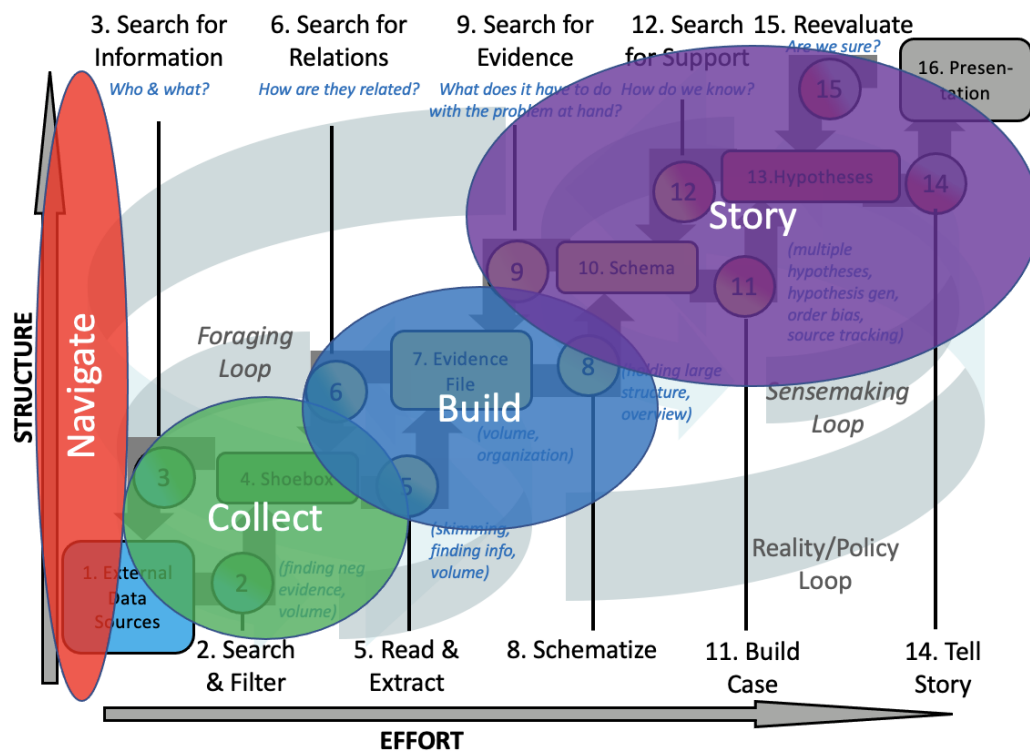 3. Search for
Information
Who & what?
6. Search for
Relations
How are they related?
9. Search for
Evidence
What does it have to do
with the problem at hand?
12. Search
for Support
How do we know?
15. Reevaluate
Are we sure?
16. Presen-
tation
15
12
13.Hypotheses
14
Story
9
10. Schema
11
(multiple
hypotheses,
hypothesis gen,
order bias,
source tracking)
STRUCTURE
Navigate
Foraging
Loop
6
7. Evidence
File
8
Build
(holding large
structure,
overview)
(volume,
organization)
Sensemaking
Loop
3
4. Shoebox
5
Collect
(skimming,
finding info,
volume)
1. External
Data
Sources
2
(finding neg
evidence,
volume)
Reality/Policy
Loop
2. Search
& Filter
5. Read &
Extract
8. Schematize
11. Build
Case
14. Tell
Story
EFFORT